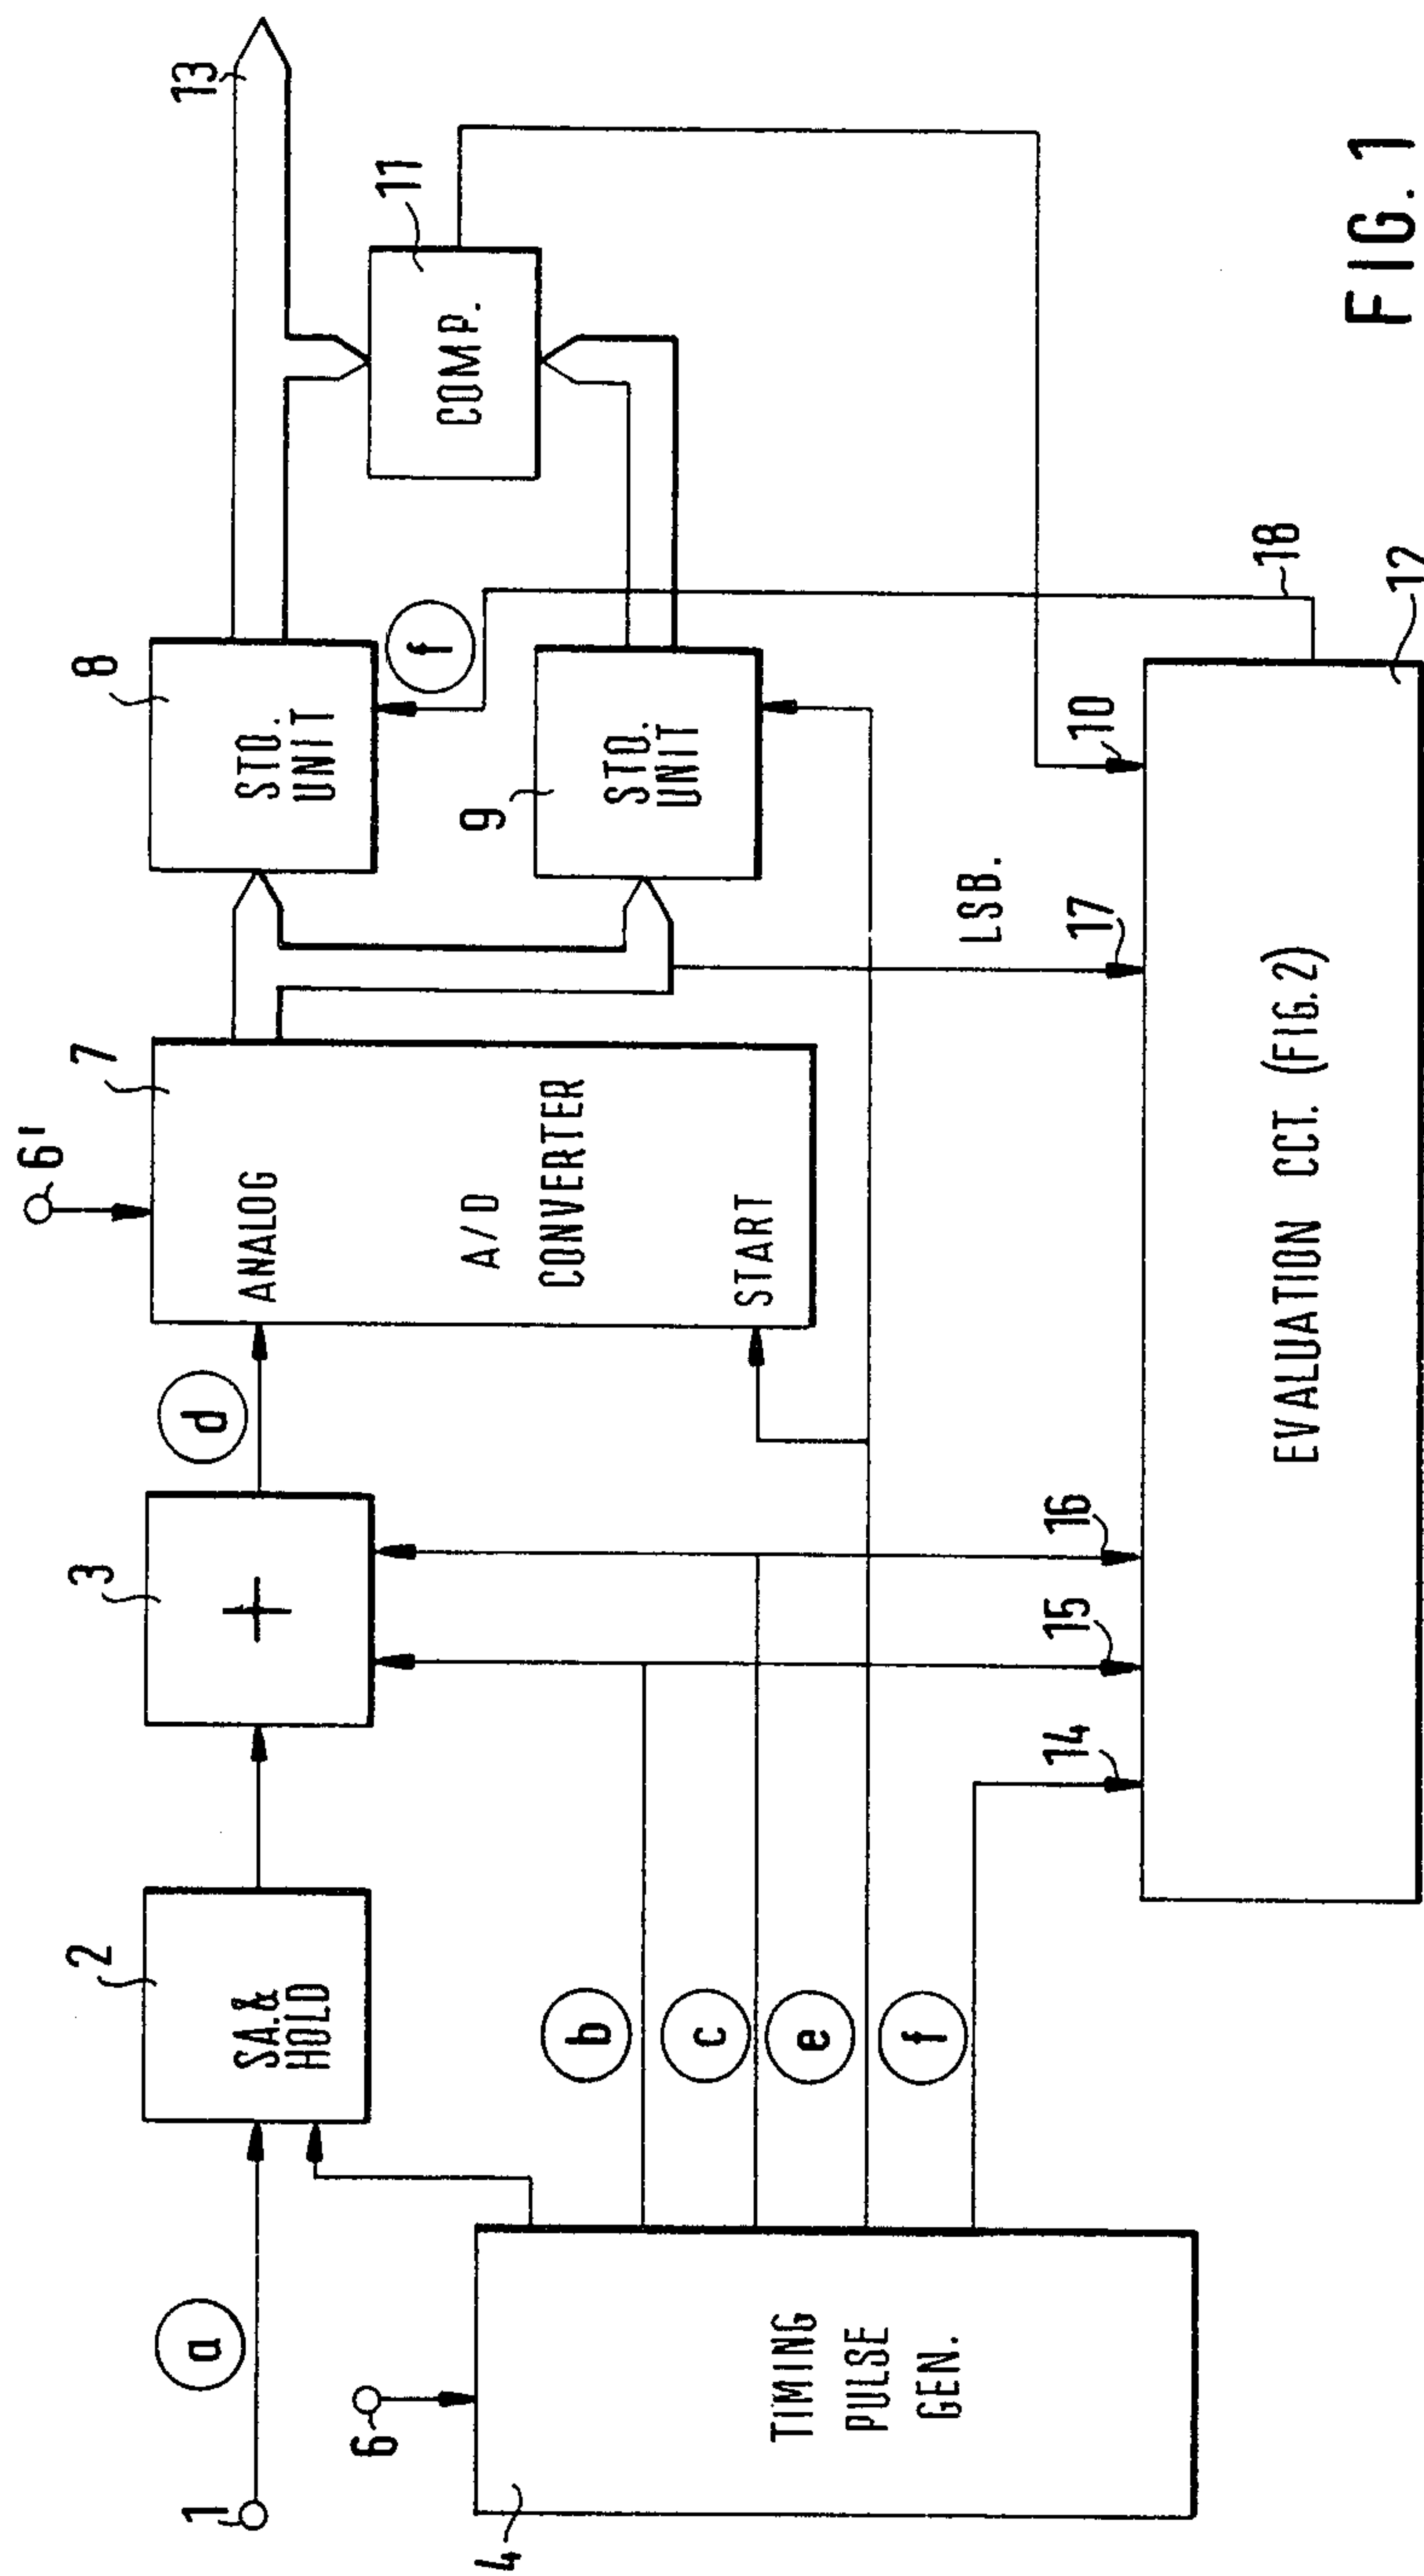 1
a
2
SA.&
HOLD
3
+
d
6'
7
ANALOG
A/D
CONVERTER
START
8
STO.
UNIT
f
9
STO.
UNIT
13
11
COMP.
6
4
TIMING
PULSE
GEN.
b
c
e
f
14
15
16
LSB.
17
10
18
12
EVALUATION CCT. (FIG.2)
FIG. 1